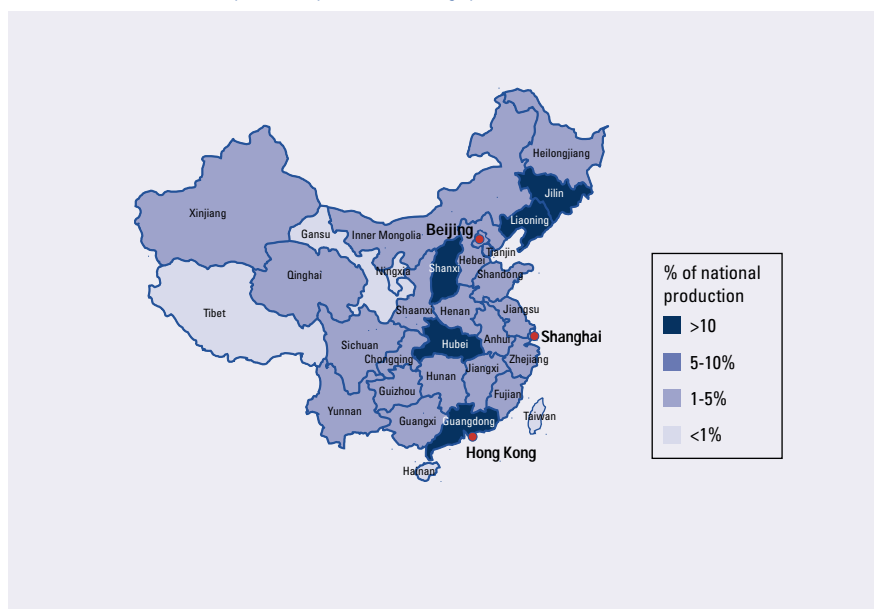 Heilongjiang
Jilin
Liaoning
Xinjiang
Gansu
Inner Mongolia
Beijing
Tianjin
Hebei
Ningxia
Shanxi
Shandong
Qinghai
Tibet
Shaanxi
Henan
Jiangsu
Sichuan
Chongqing
Hubei
Anhui
Shanghai
Zhejiang
Hunan
Jiangxi
Guizhou
Fujian
Yunnan
Guangxi
Guangdong
Taiwan
Hong Kong
Hainan
% of national
production
>10
5-10%
1-5%
<1%